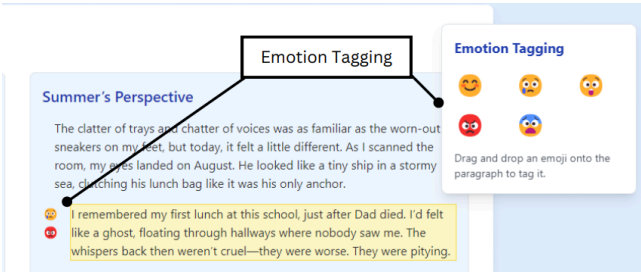 Emotion Tagging
Emotion Tagging
Drag and drop an emoji onto the
paragraph to tag it.
Summer's Perspective
The clatter of trays and chatter of voices was as familiar as the worn-out
sneakers on my feet, but today, it felt a little different. As I scanned the
room, my eyes landed on August. He looked like a tiny ship in a stormy
sea, clutching his lunch bag like it was his only anchor.
I remembered my first lunch at this school, just after Dad died. I'd felt
like a ghost, floating through hallways where nobody saw me. The
whispers back then weren't cruel—they were worse. They were pitying.